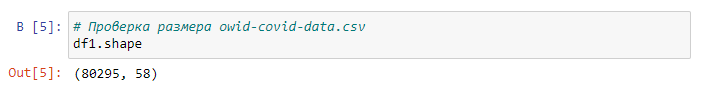 В [5]: # Проверка размера owid-covid-data.csv
df1.shape
Out[5]: (80295, 58)